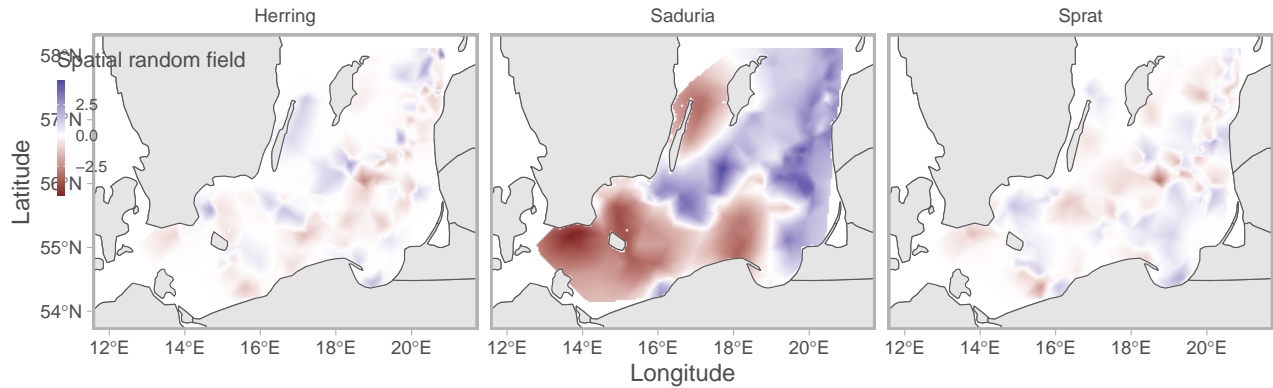 Herring
Saduria
Sprat
Spatial random field
2.5
0.0
−2.5
58°N
57°N
56°N
55°N
54°N
Latitude
12°E 14°E 16°E 18°E 20°E
12°E 14°E 16°E 18°E 20°E
12°E 14°E 16°E 18°E 20°E
Longitude